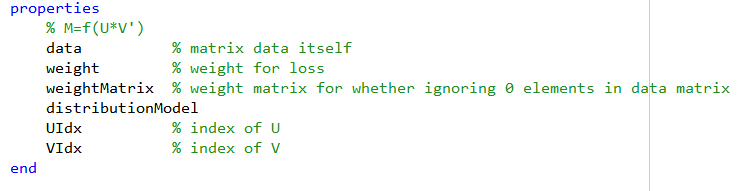 properties
% M=f(U*V')
data % matrix data itself
weight % weight for loss
weightMatrix % weight matrix for whether ignoring 0 elements in data matrix
distributionModel
UIdx % index of U
VIdx % index of V
end